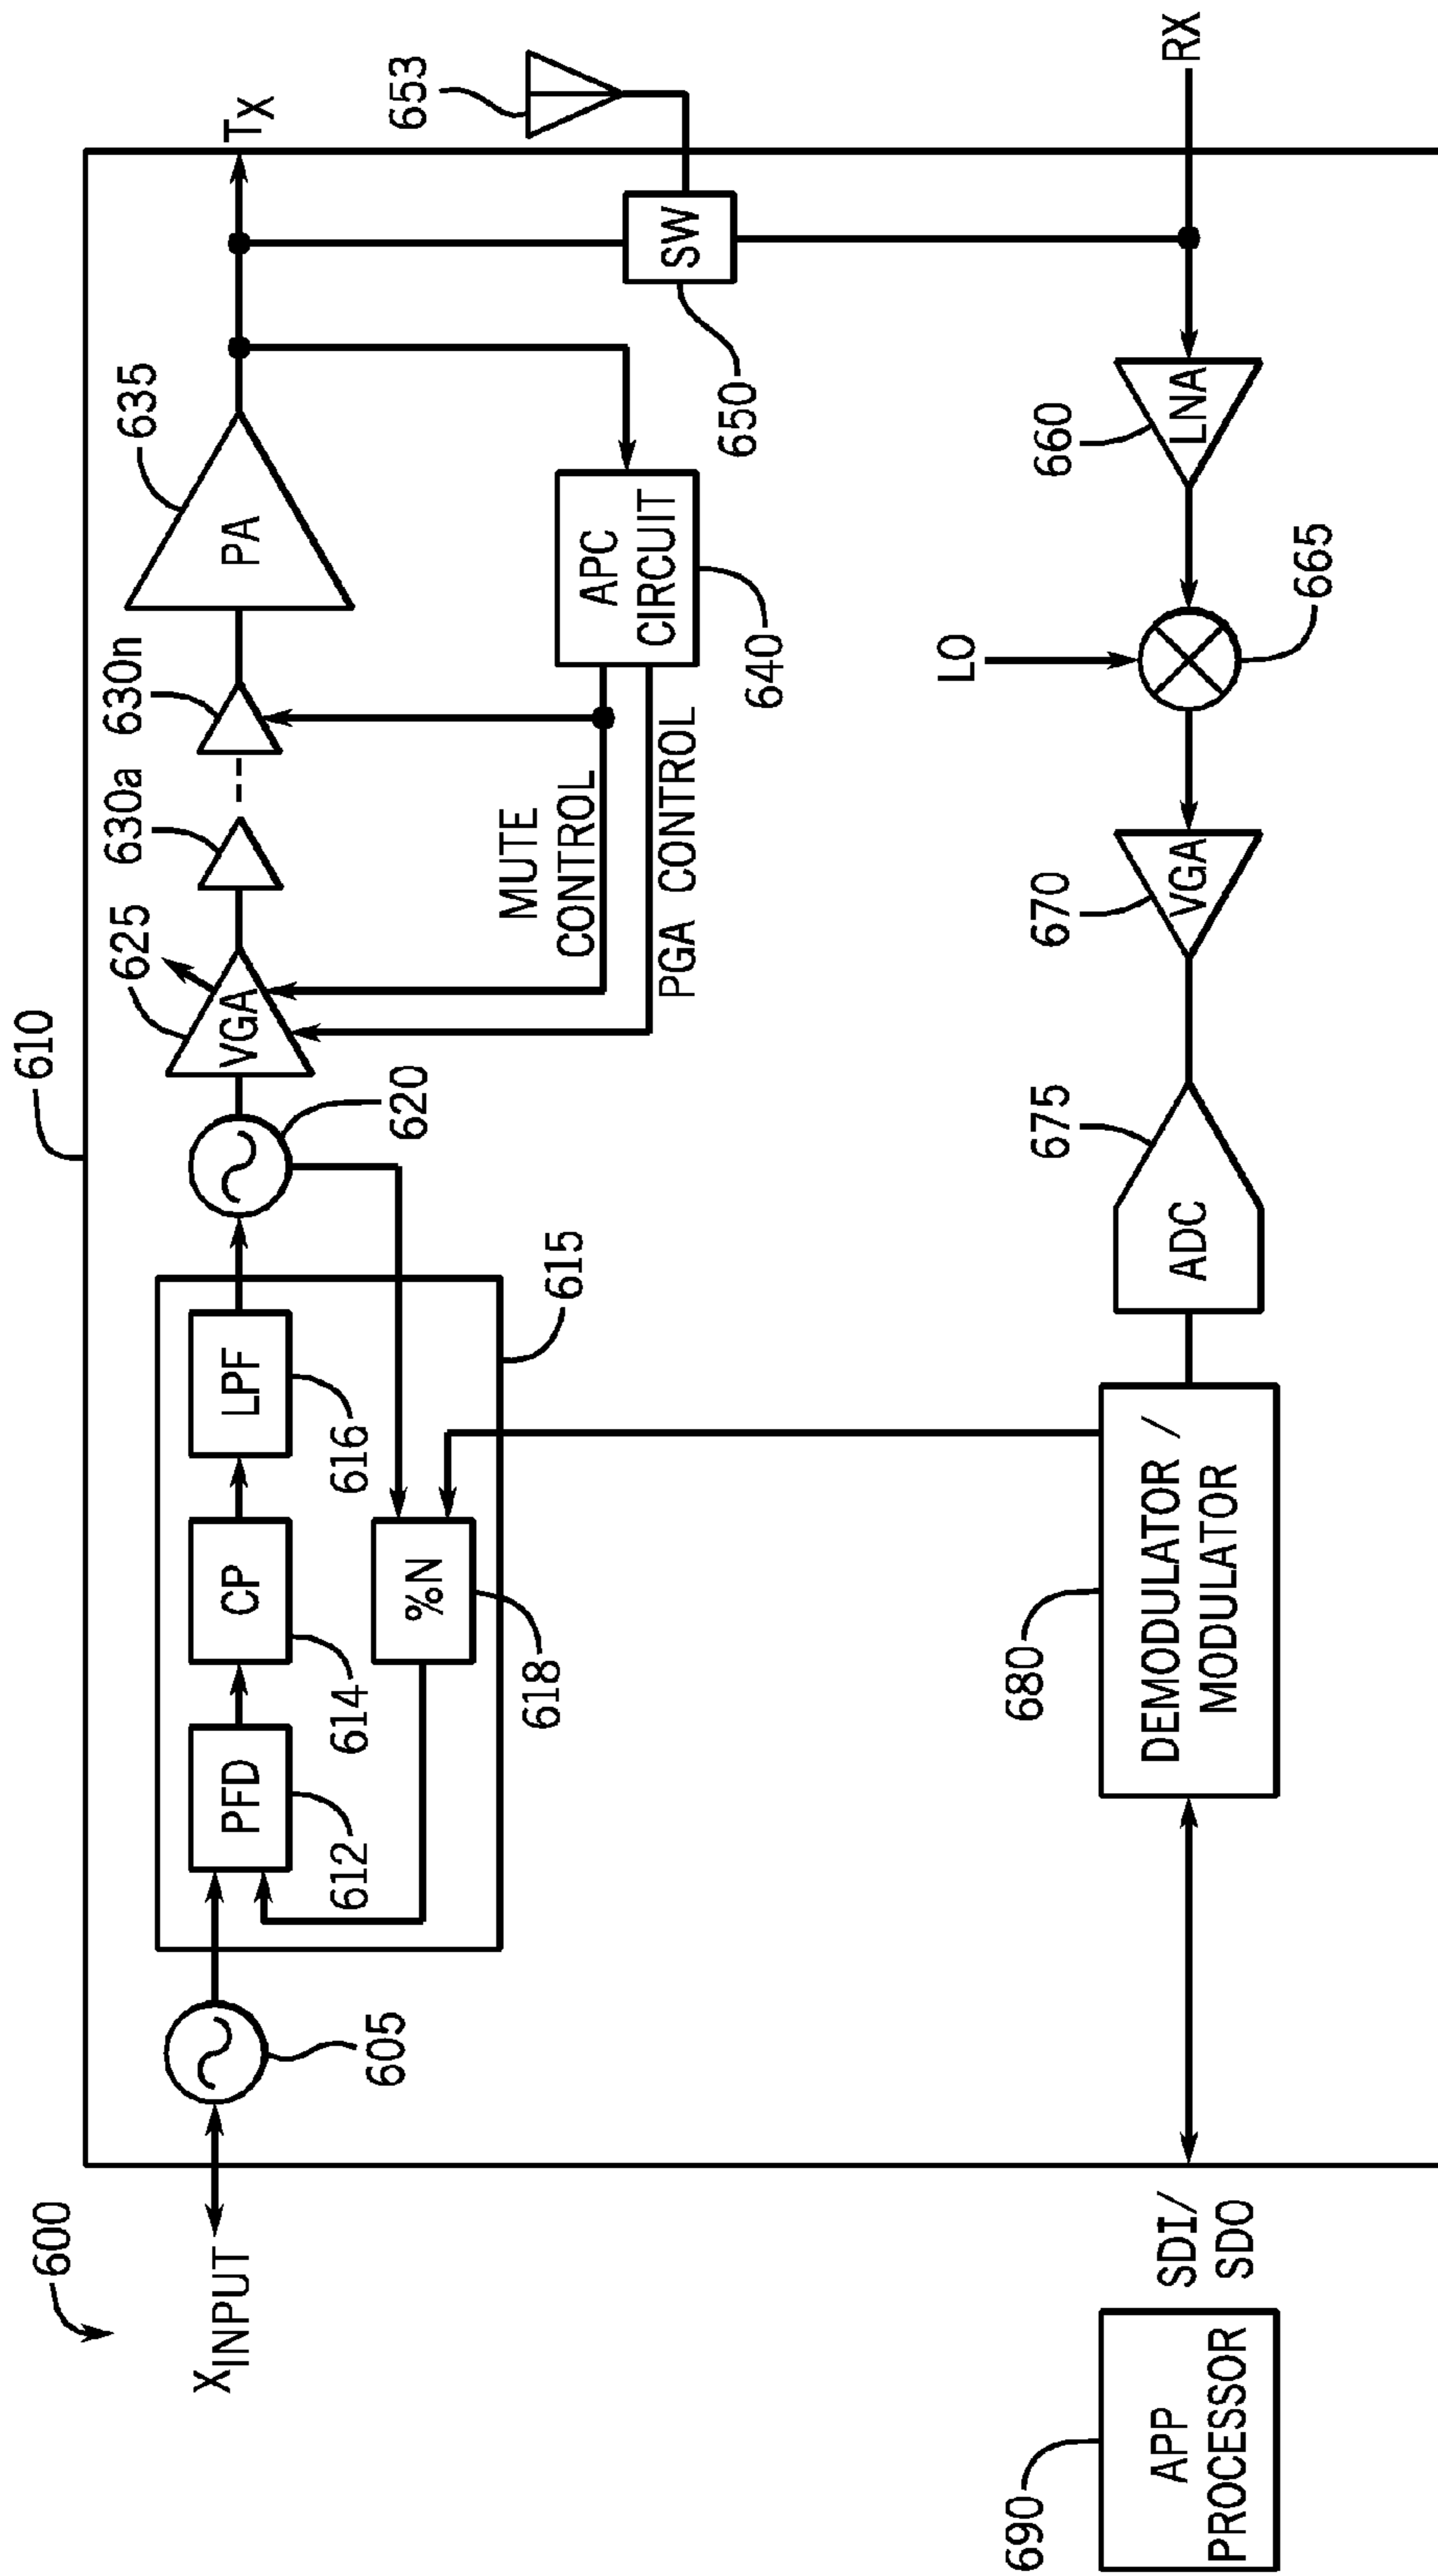 600
610
X_INPUT
605
PFD
612
CP
614
LPF
616
%N
618
615
620
VGA
625
630a
630n
PA
635
MUTE
CONTROL
PGA CONTROL
APC
CIRCUIT
640
TX
653
SW
650
RX
LNA
660
LO
665
VGA
670
ADC
675
DEMODULATOR /
MODULATOR
680
SDI/
SDO
APP
PROCESSOR
690